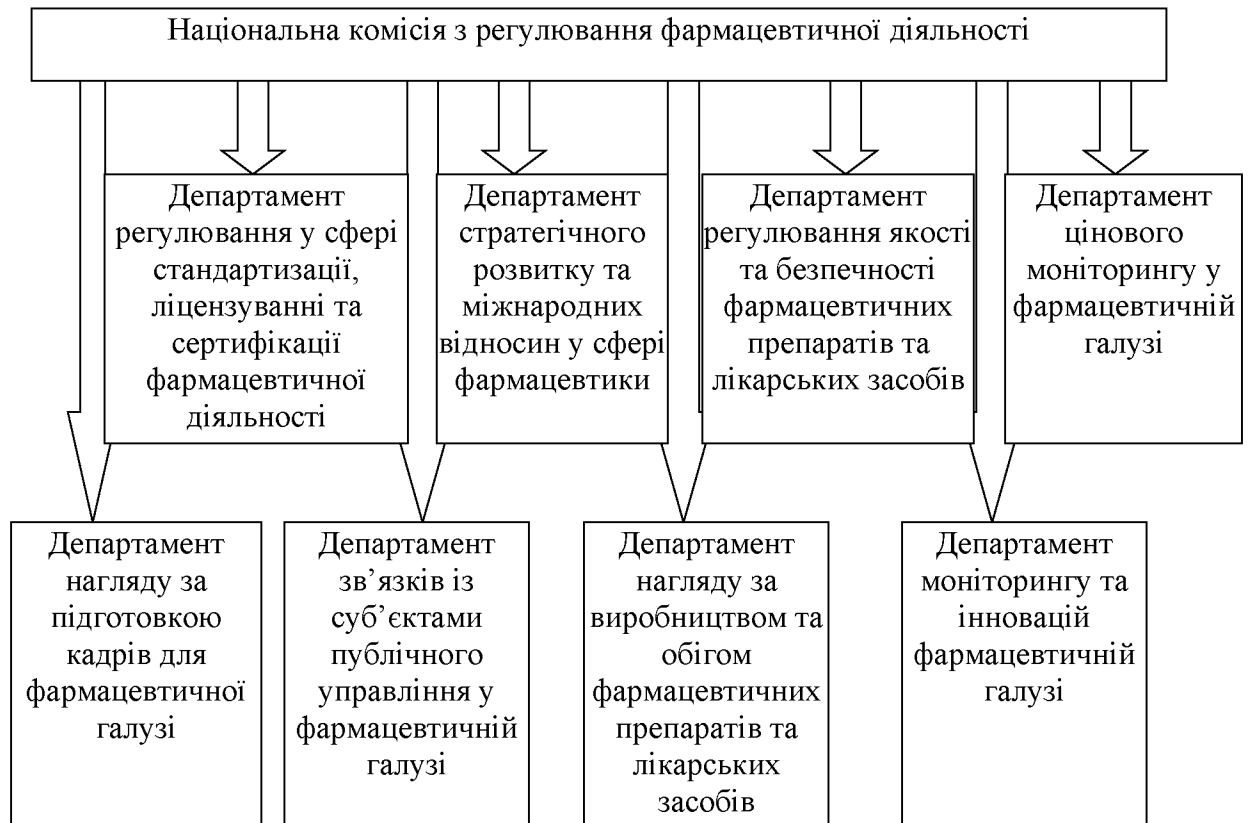 Національна комісія з регулювання фармацевтичної діяльності
Департамент
регулювання у сфері
стандартизації,
ліцензуванні та
сертифікації
фармацевтичної
діяльності
Департамент
стратегічного
розвитку та
міжнародних
відносин у сфері
фармацевтики
Департамент
регулювання якості
та безпечності
фармацевтичних
препаратів та
лікарських засобів
Департамент
цінового
моніторингу у
фармацевтичній
галузі
Департамент
нагляду за
підготовкою
кадрів для
фармацевтичної
галузі
Департамент
зв’язків із
суб’єктами
публічного
управління у
фармацевтичній
галузі
Департамент
нагляду за
виробництвом та
обігом
фармацевтичних
препаратів та
лікарських
засобів
Департамент
моніторингу та
інновацій
фармацевтичній
галузі